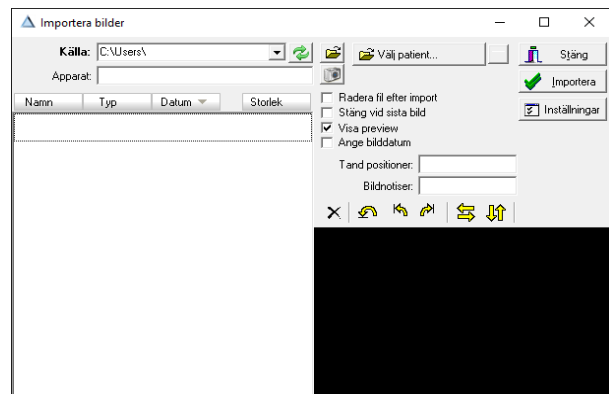 Importera bilder
Källa: C:\Users\
Apparat:
Namn Typ Datum Storlek
Välj patient...
Radera fil efter import
Stäng vid sista bild
Visa preview
Ange bilddatum
Tand positioner:
Bildnotiser:
Stäng
Importera
Inställningar